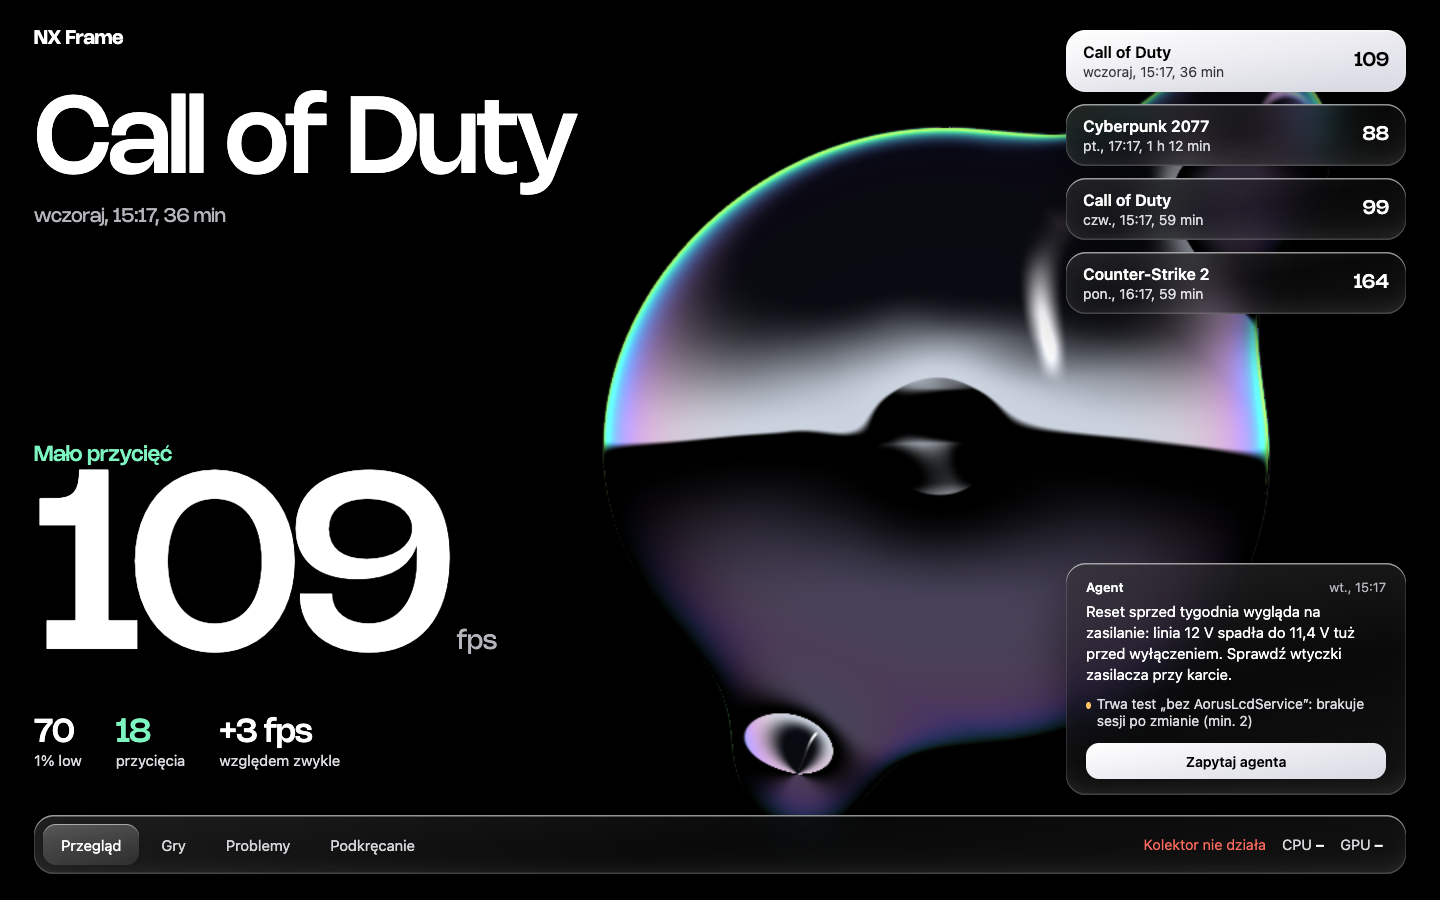 NX Frame
Call of Duty
wczoraj, 15:17, 36 min
Mało przycięć
109 fps
70
1% low
18
przycięcia
+3 fps
względem zwykle
Call of Duty
wczoraj, 15:17, 36 min
109
Cyberpunk 2077
pt., 17:17, 1 h 12 min
88
Call of Duty
czw., 15:17, 59 min
99
Counter-Strike 2
pon., 16:17, 59 min
164
Agent
wt., 15:17
Reset sprzed tygodnia wygląda na
zasilanie: linia 12 V spadła do 11,4 V tuż
przed wyłączeniem. Sprawdź wtyczki
zasilacza przy karcie.
Trwa test „bez AorusLcdService”: brakuje
sesji po zmianie (min. 2)
Zapytaj agenta
Przegląd
Gry
Problemy
Podkręcanie
Kolektor nie działa
CPU –
GPU –